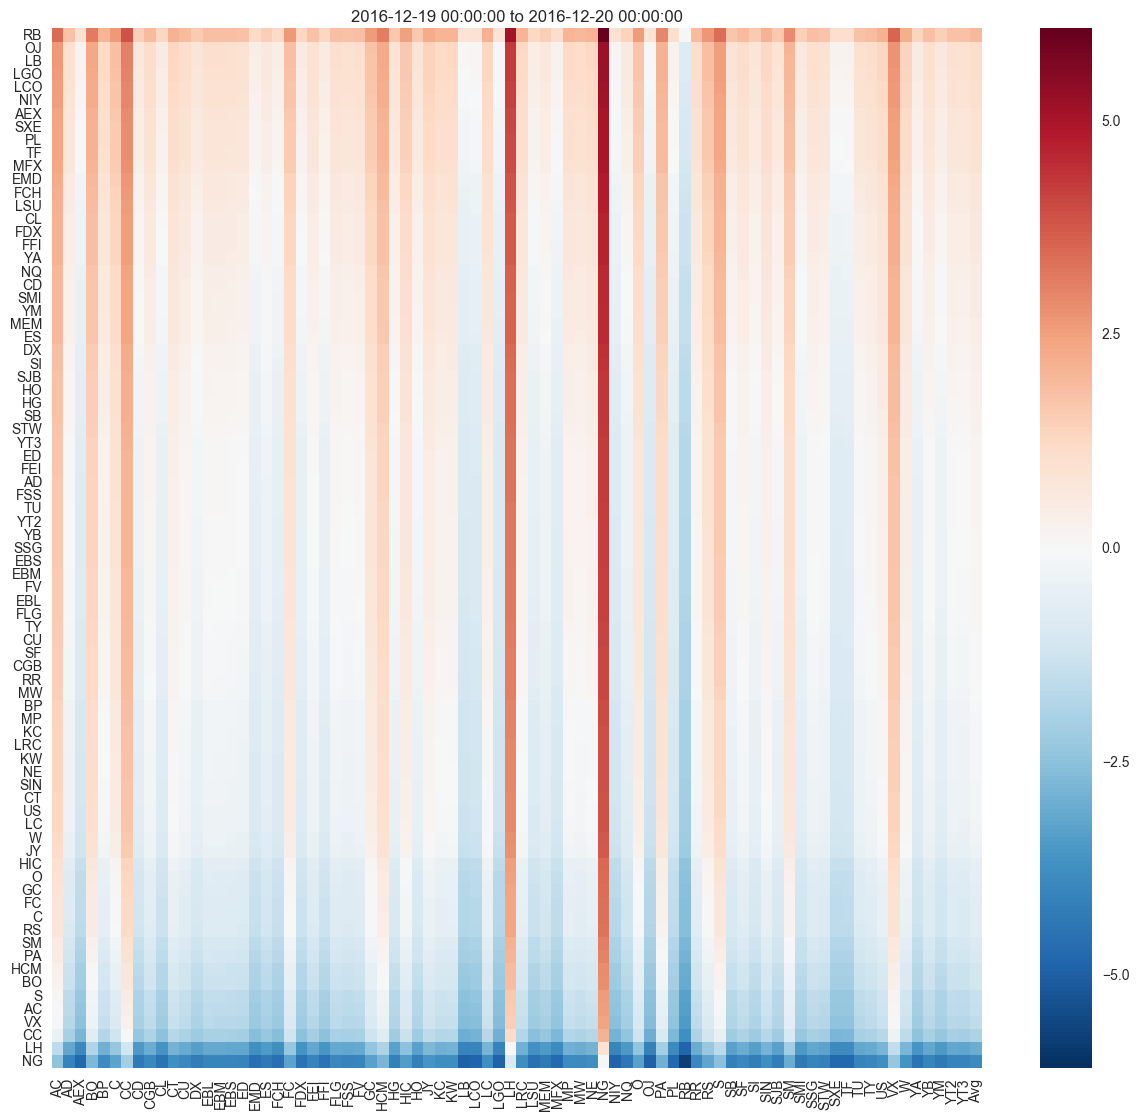 2016-12-19 00:00:00 to 2016-12-20 00:00:00
RB
OJ
LB
LGO
LCO
NIY
AEX
SXE
PL
TF
MFX
EMD
FCH
LSU
CL
FDX
FFI
YA
NQ
CD
SMI
YM
MEM
ES
DX
SI
SJB
HO
HG
SB
STW
YT3
ED
FEI
AD
FSS
TU
YT2
YB
SSG
EBS
EBM
FV
EBL
FLG
TY
CU
SF
CGB
RR
MW
BP
MP
KC
LRC
KW
NE
SIN
CT
US
LC
W
JY
HIC
O
GC
FC
C
RS
SM
PA
HCM
BO
S
AC
VX
CC
LH
NG
AC AD AEX BO BP C CC CD CGB CL CT CU DX EBL EBM EBS ED EMD ES FCH FC FDX FEI FFI FLG FSS FV GC HCM HG HIC HO JY KC KW LB LCO LC LGO LH LRC LSU MEM MFX MP MW NE NG NIY NQ O OJ PA PL RB RR RS S SB SF SI SIN SJB SM SMI SSG STW SXE TF TU TY US VX W YA YB YM YT2 YT3 Avg
5.0
2.5
0.0
−2.5
−5.0